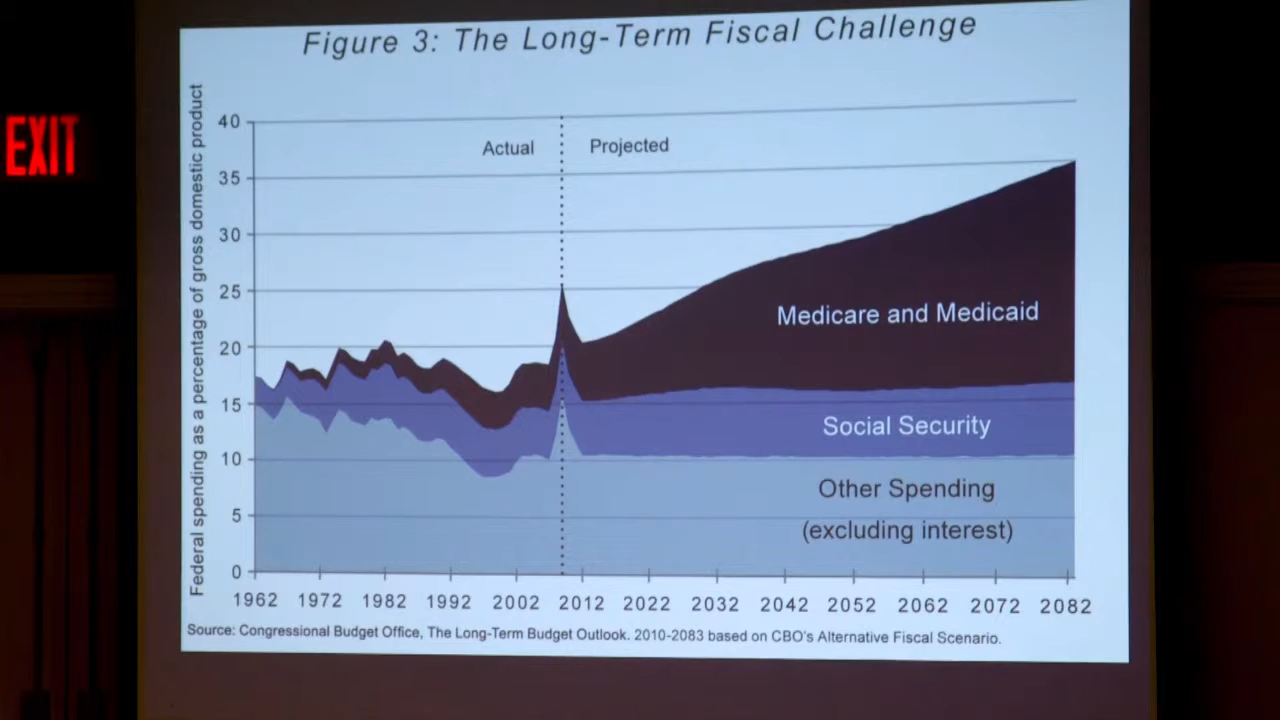 Figure 3: The Long-Term Fiscal Challenge
EXIT
Federal spending as a percentage of gross domestic product
40
35
30
25
20
15
10
5
0
Actual
Projected
Medicare and Medicaid
Social Security
Other Spending
(excluding interest)
1962 1972 1982 1992 2002 2012 2022 2032 2042 2052 2062 2072 2082
Source: Congressional Budget Office, The Long-Term Budget Outlook. 2010-2083 based on CBO's Alternative Fiscal Scenario.